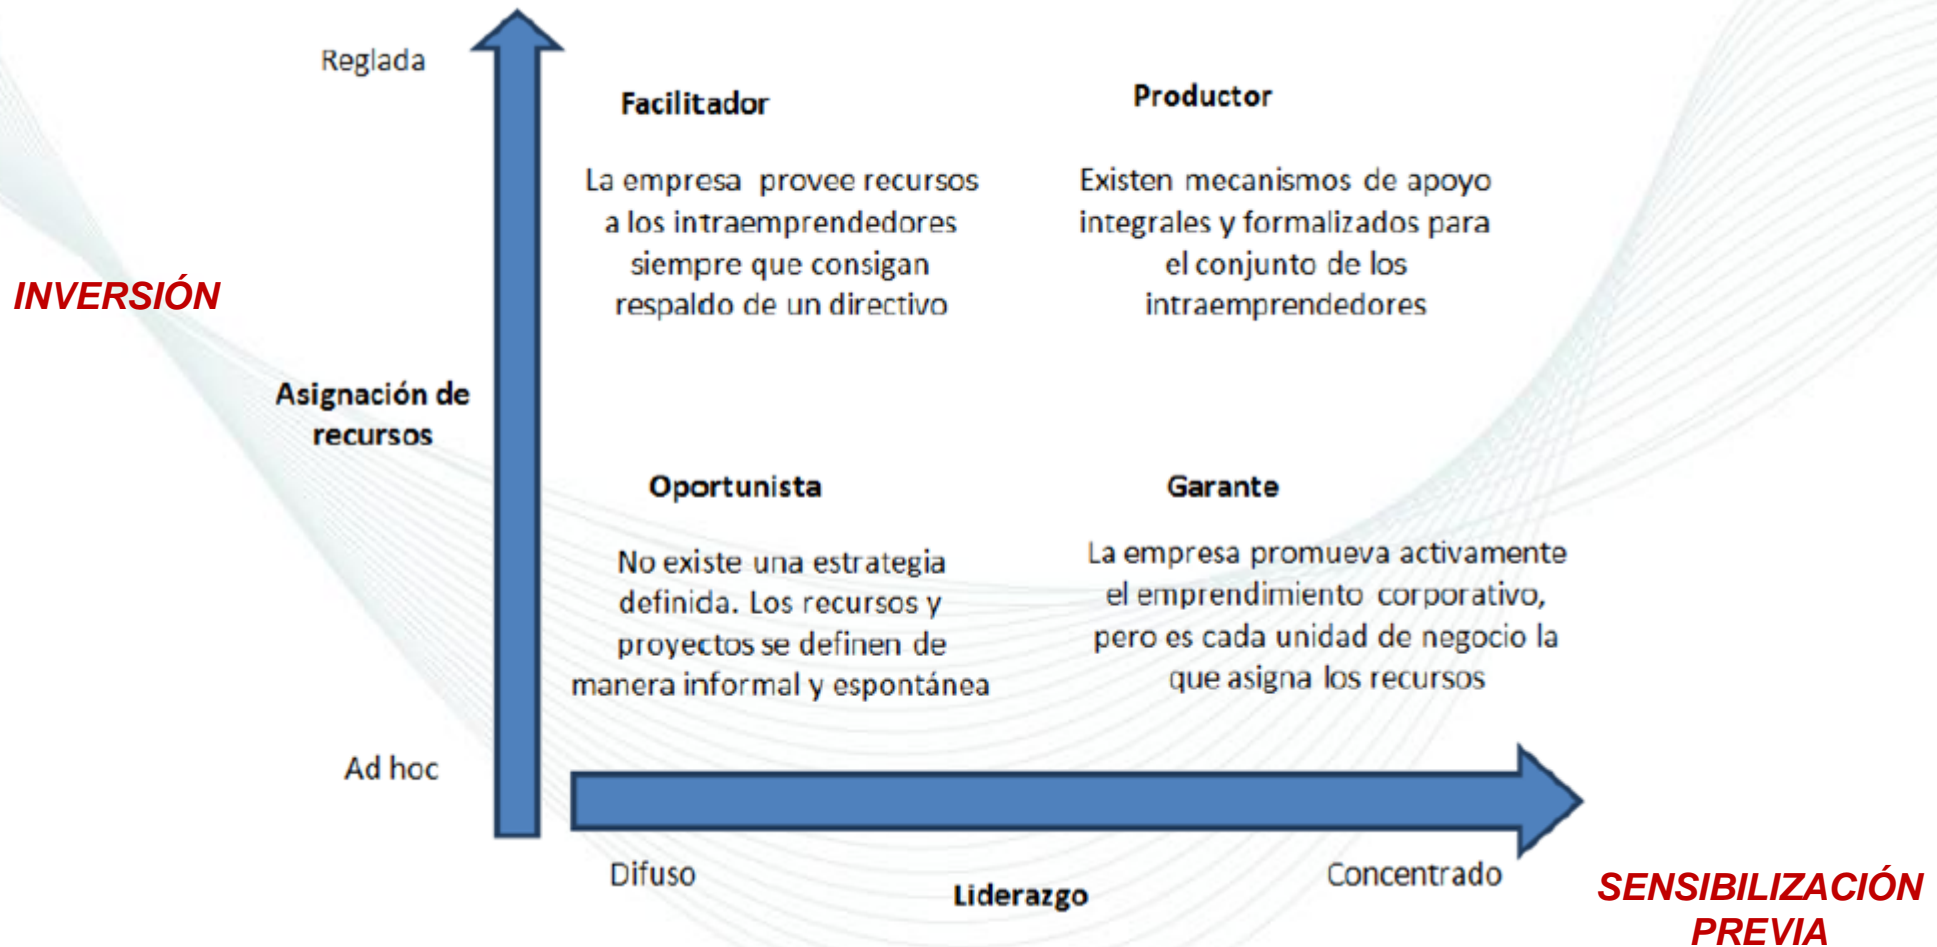 Reglada
Facilitador
Productor
La empresa provee recursos
a los intraemprendedores
siempre que consigan
respaldo de un directivo
Existen mecanismos de apoyo
integrales y formalizados para
el conjunto de los
intraemprendedores
INVERSIÓN
Asignación de
recursos
Oportunista
Garante
No existe una estrategia
definida. Los recursos y
proyectos se definen de
manera informal y espontánea
La empresa promueva activamente
el emprendimiento corporativo,
pero es cada unidad de negocio la
que asigna los recursos
Ad hoc
Difuso
Liderazgo
Concentrado
SENSIBILIZACIÓN
PREVIA